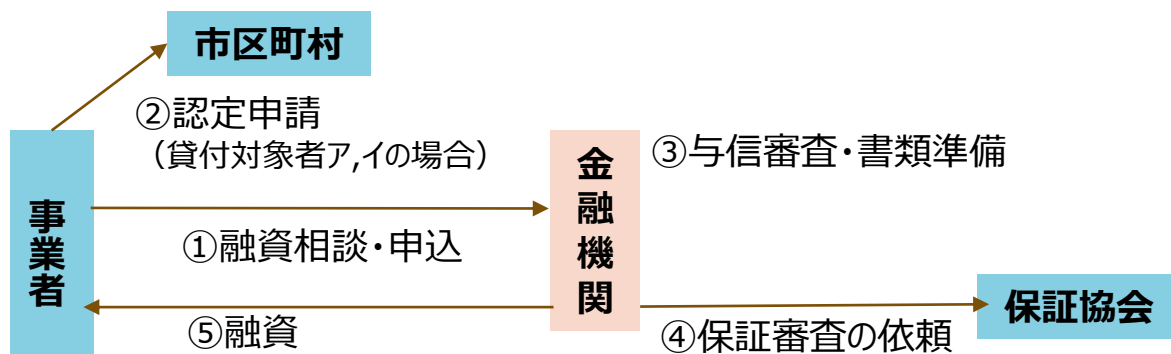 市区町村
②認定申請
（貸付対象者ア,イの場合）
事業者
①融資相談・申込
⑤融資
金融機関
③与信審査・書類準備
④保証審査の依頼
保証協会